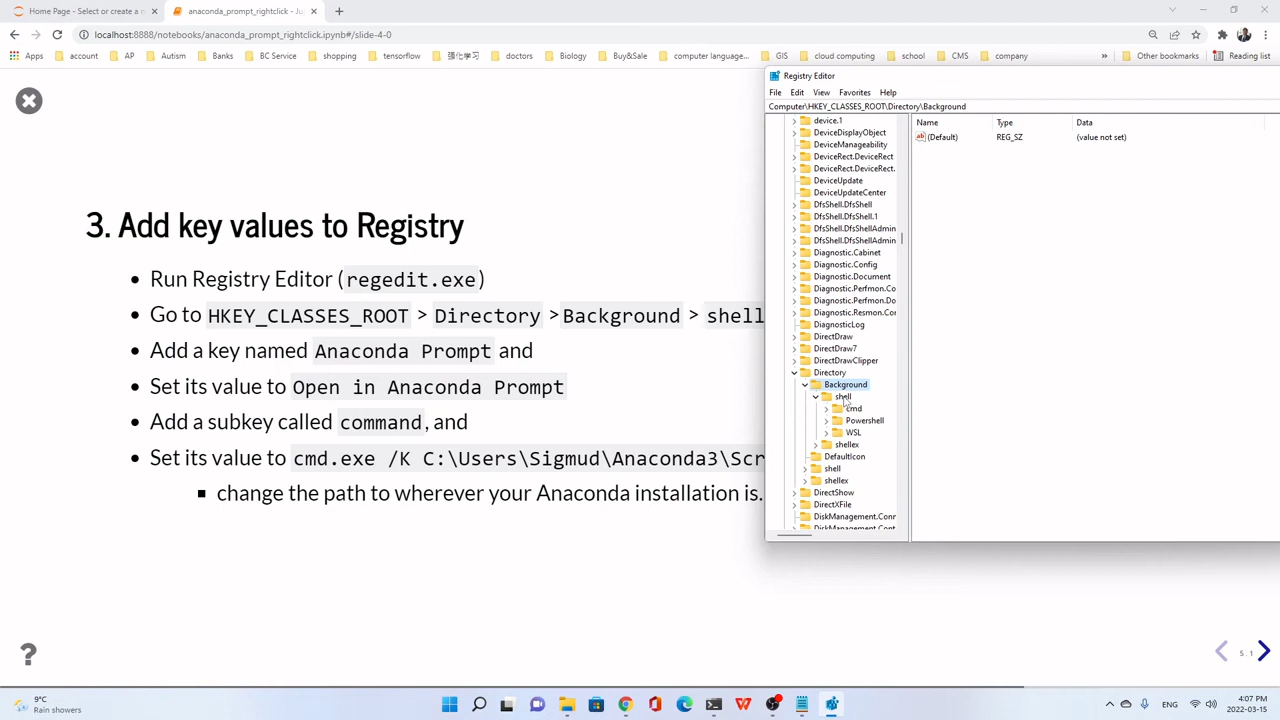 Home Page - Select or create a n
anaconda_prompt_rightclick - Ju
localhost:8888/notebooks/anaconda_prompt_rightclick.ipynb#/slide-4-0
Apps
account
AP
Autism
Banks
BC Service
shopping
tensorflow
强化学习
doctors
Biology
Buy&Sale
computer language...
GIS
cloud computing
school
CMS
company
»
Other bookmarks
Reading list
3. Add key values to Registry
• Run Registry Editor (regedit.exe)
• Go to HKEY_CLASSES_ROOT > Directory >Background > shell
• Add a key named Anaconda Prompt and
• Set its value to Open in Anaconda Prompt
• Add a subkey called command, and
• Set its value to cmd.exe /K C:\Users\Sigmud\Anaconda3\Scr
▪ change the path to wherever your Anaconda installation is.
Registry Editor
File Edit View Favorites Help
Computer\HKEY_CLASSES_ROOT\Directory\Background
device.1
DeviceDisplayObject
DeviceManageability
DeviceRect.DeviceRect
DeviceRect.DeviceRect.
DeviceUpdate
DeviceUpdateCenter
DfsShell.DfsShell
DfsShell.DfsShell.1
DfsShell.DfsShellAdmin
DfsShell.DfsShellAdmin
Diagnostic.Cabinet
Diagnostic.Config
Diagnostic.Document
Diagnostic.Perfmon.Co
Diagnostic.Perfmon.Do
Diagnostic.Resmon.Cor
DiagnosticLog
DirectDraw
DirectDraw7
DirectDrawClipper
Directory
Background
shell
cmd
Powershell
WSL
shellex
DefaultIcon
shell
shellex
DirectShow
DirectXFile
DiskManagement.Conn
DiskManagement.Cont
Name Type Data
(Default) REG_SZ (value not set)
?
5.1
9°C
Rain showers
4:07 PM
2022-03-15